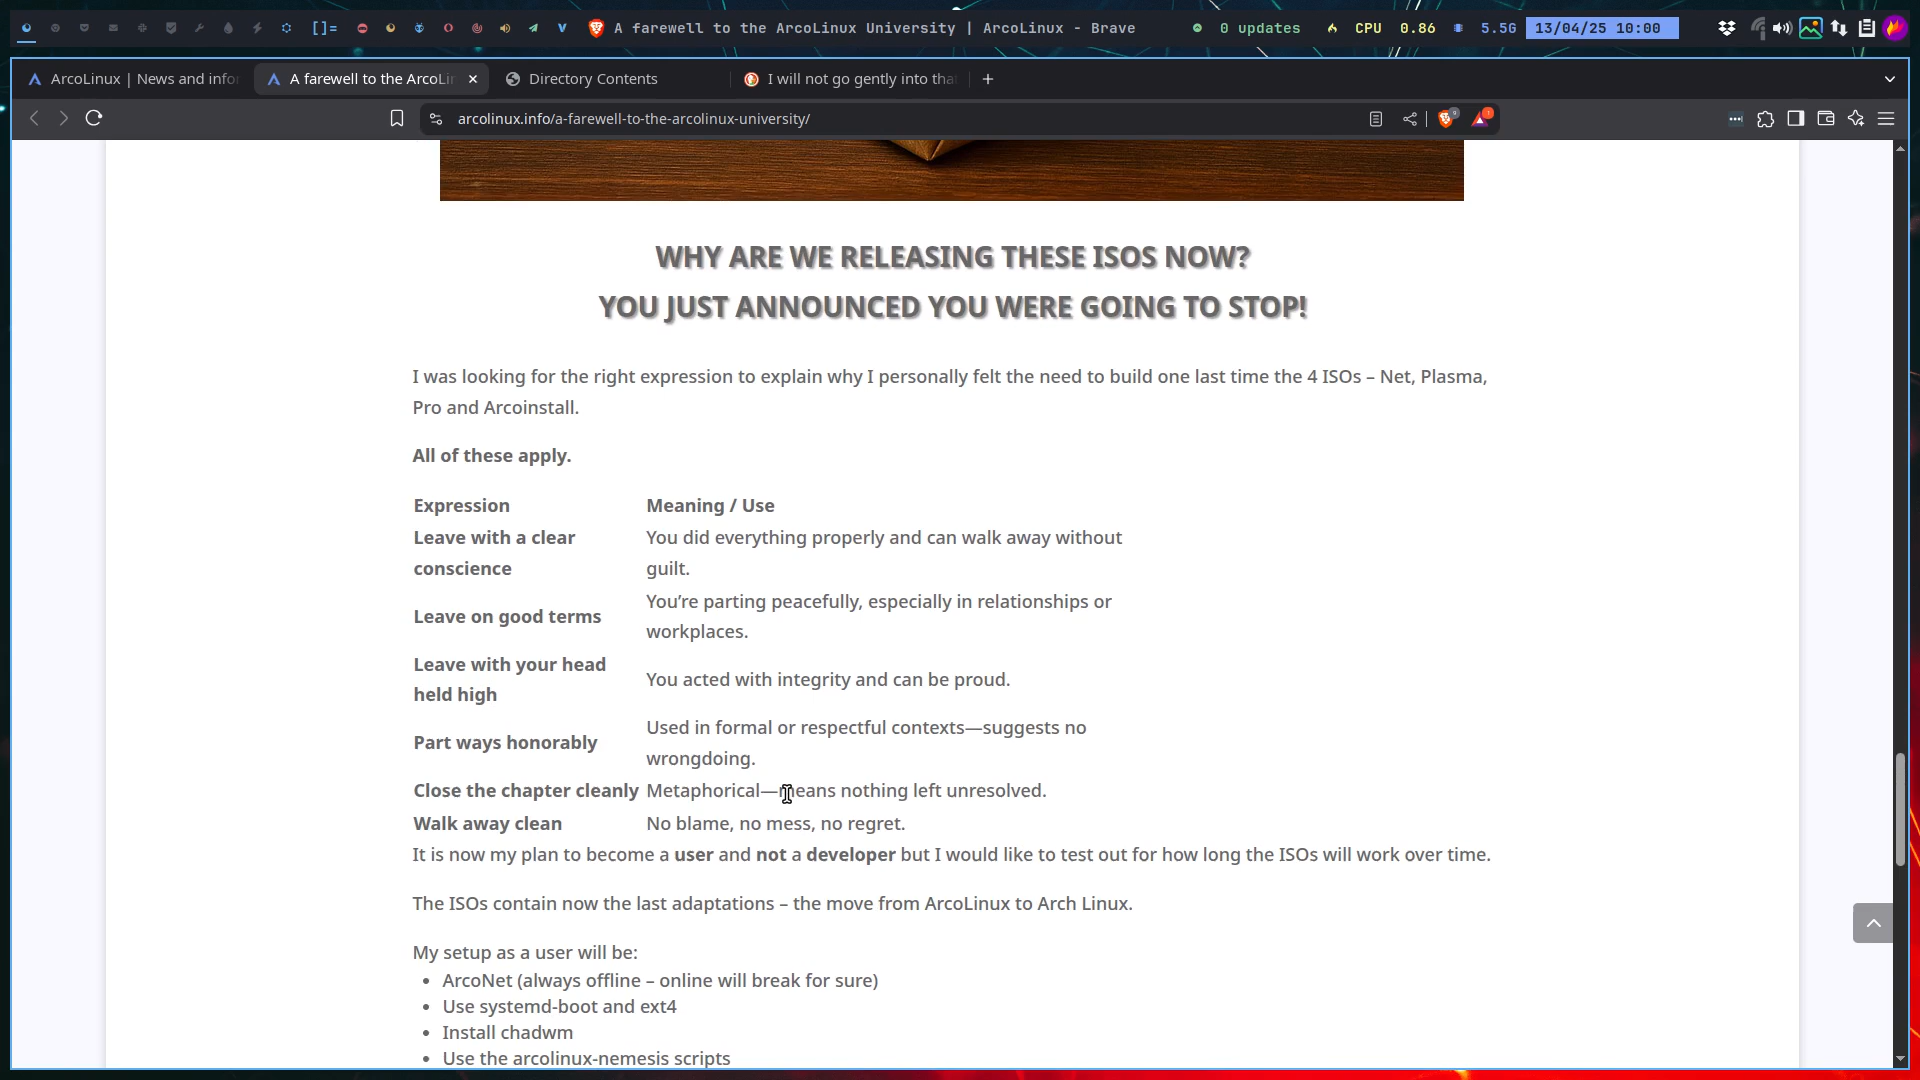 []= A farewell to the ArcoLinux University | ArcoLinux - Brave 0 updates CPU 0.86 5.5G 13/04/25 10:00
ArcoLinux | News and info A farewell to the ArcoLin Directory Contents I will not go gently into tha
arcolinux.info/a-farewell-to-the-arcolinux-university/
WHY ARE WE RELEASING THESE ISOS NOW?
YOU JUST ANNOUNCED YOU WERE GOING TO STOP!
I was looking for the right expression to explain why I personally felt the need to build one last time the 4 ISOs – Net, Plasma,
Pro and Arcoinstall.
All of these apply.
Expression Meaning / Use
Leave with a clear You did everything properly and can walk away without
conscience guilt.
Leave on good terms You’re parting peacefully, especially in relationships or
workplaces.
Leave with your head
held high You acted with integrity and can be proud.
Part ways honorably Used in formal or respectful contexts—suggests no
wrongdoing.
Close the chapter cleanly Metaphorical—means nothing left unresolved.
Walk away clean No blame, no mess, no regret.
It is now my plan to become a user and not a developer but I would like to test out for how long the ISOs will work over time.
The ISOs contain now the last adaptations – the move from ArcoLinux to Arch Linux.
My setup as a user will be:
• ArcoNet (always offline – online will break for sure)
• Use systemd-boot and ext4
• Install chadwm
• Use the arcolinux-nemesis scripts